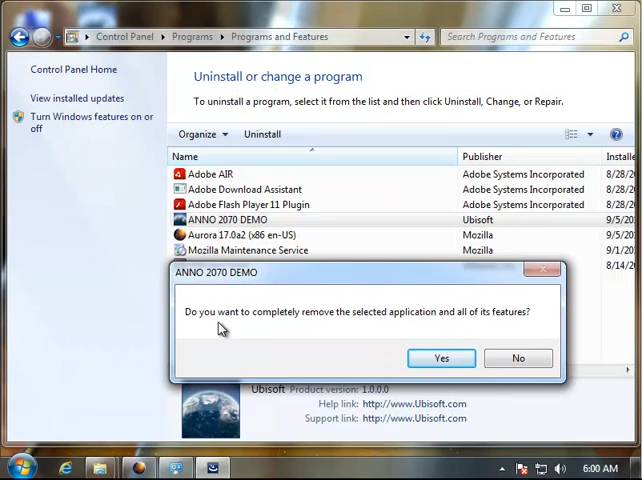 Control Panel Programs Programs and Features Search Programs and Features
Control Panel Home
View installed updates
Turn Windows features on or off
Uninstall or change a program
To uninstall a program, select it from the list and then click Uninstall, Change, or Repair.
Organize Uninstall
Name Publisher Installe
Adobe AIR Adobe Systems Incorporated 8/28/2
Adobe Download Assistant Adobe Systems Incorporated 8/28/2
Adobe Flash Player 11 Plugin Adobe Systems Incorporated 8/28/2
ANNO 2070 DEMO Ubisoft 9/5/20
Aurora 17.0a2 (x86 en-US) Mozilla 9/5/20
Mozilla Maintenance Service Mozilla 9/1/20
8/14/2
ANNO 2070 DEMO
Do you want to completely remove the selected application and all of its features?
Yes No
Ubisoft Product version: 1.0.0.0
Help link: http://www.Ubisoft.com
Support link: http://www.Ubisoft.com
6:00 AM